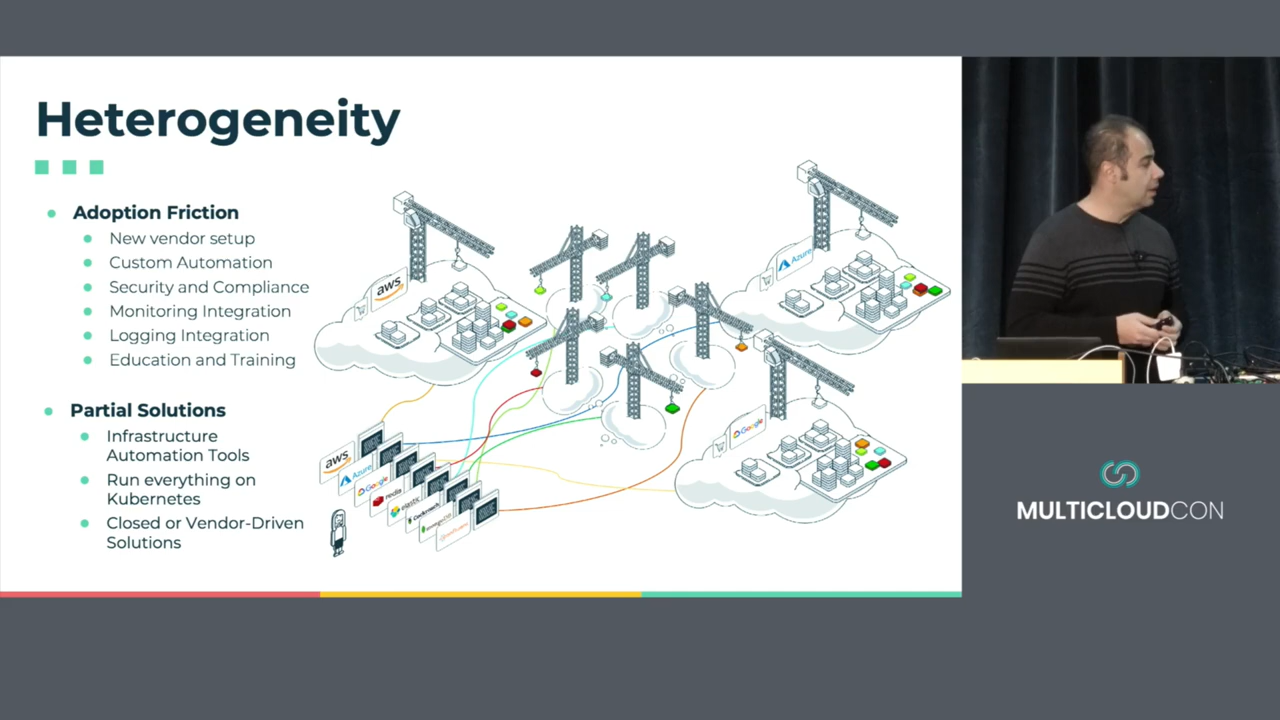 Heterogeneity
Adoption Friction
New vendor setup
Custom Automation
Security and Compliance
Monitoring Integration
Logging Integration
Education and Training
Partial Solutions
Infrastructure
Automation Tools
Run everything on
Kubernetes
Closed or Vendor-Driven
Solutions
aws
Azure
Google
aws
Azure
Google
redis
elastic
MULTICLOUDCON